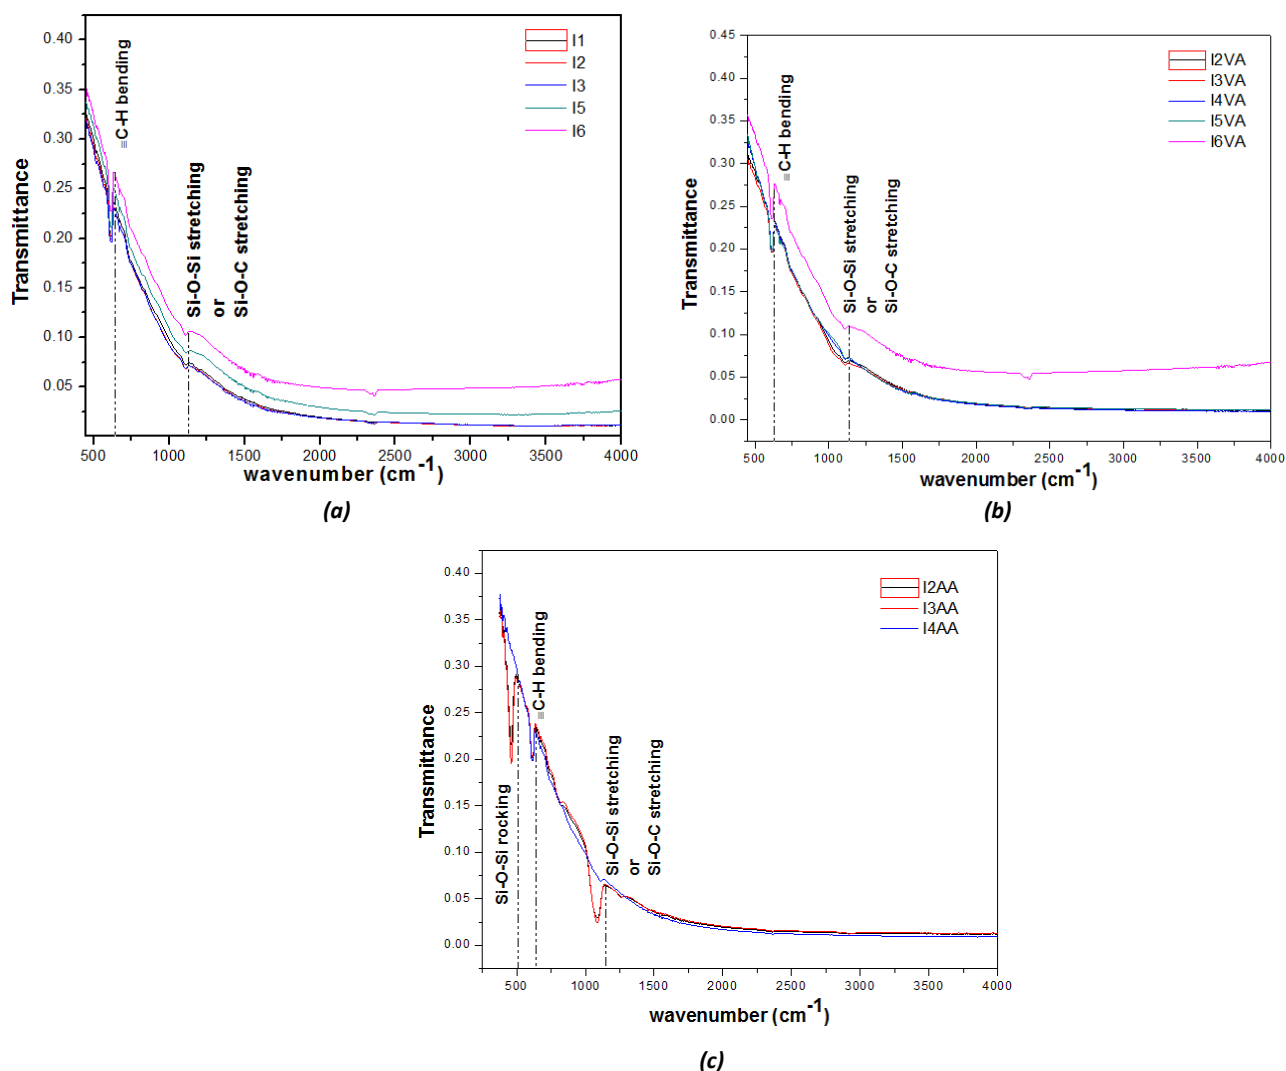 0.40
0.35
0.30
0.25
0.20
0.15
0.10
0.05
Transmittance
≡C-H bending
Si-O-Si stretching
or
Si-O-C stretching
I1
I2
I3
I5
I6
500 1000 1500 2000 2500 3000 3500 4000
wavenumber (cm-1)
(a)
0.45
0.40
0.35
0.30
0.25
0.20
0.15
0.10
0.05
0.00
Transmittance
≡C-H bending
Si-O-Si stretching
or
Si-O-C stretching
I2VA
I3VA
I4VA
I5VA
I6VA
500 1000 1500 2000 2500 3000 3500 4000
wavenumber (cm-1)
(b)
0.40
0.35
0.30
0.25
0.20
0.15
0.10
0.05
0.00
Transmittance
Si-O-Si rocking
≡C-H bending
Si-O-Si stretching
or
Si-O-C stretching
I2AA
I3AA
I4AA
500 1000 1500 2000 2500 3000 3500 4000
wavenumber (cm-1)
(c)